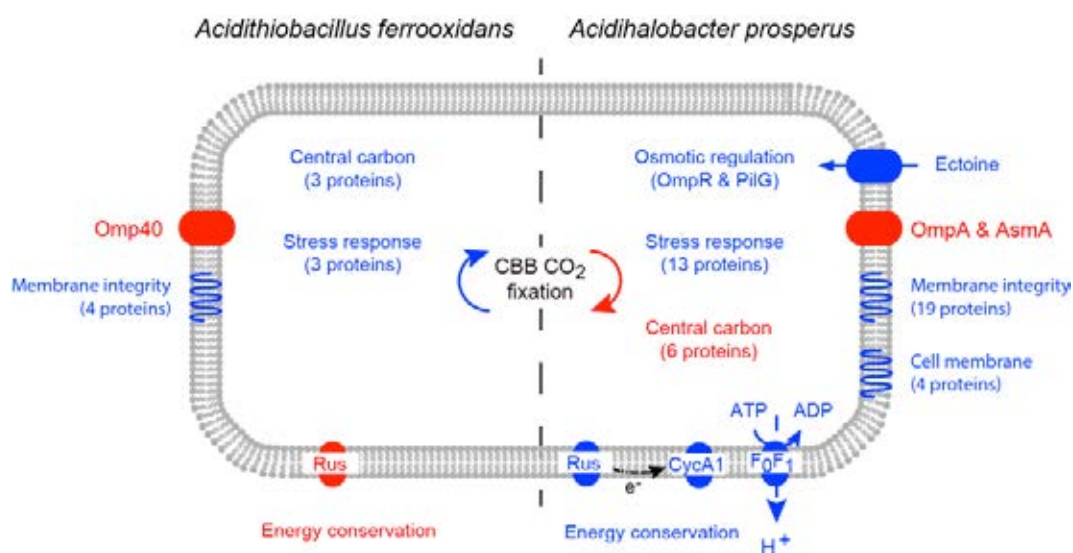 Acidithiobacillus ferrooxidans
Acidihalobacter prosperus
Central carbon
(3 proteins)
Osmotic regulation
(OmpR & PilG)
Ectoine
Omp40
Stress response
(3 proteins)
CBB CO2
fixation
Stress response
(13 proteins)
OmpA & AsmA
Membrane integrity
(4 proteins)
Membrane integrity
(19 proteins)
Central carbon
(6 proteins)
Cell membrane
(4 proteins)
ATP
ADP
Rus
Rus
e-
CycA1
F0F1
Energy conservation
Energy conservation
H+